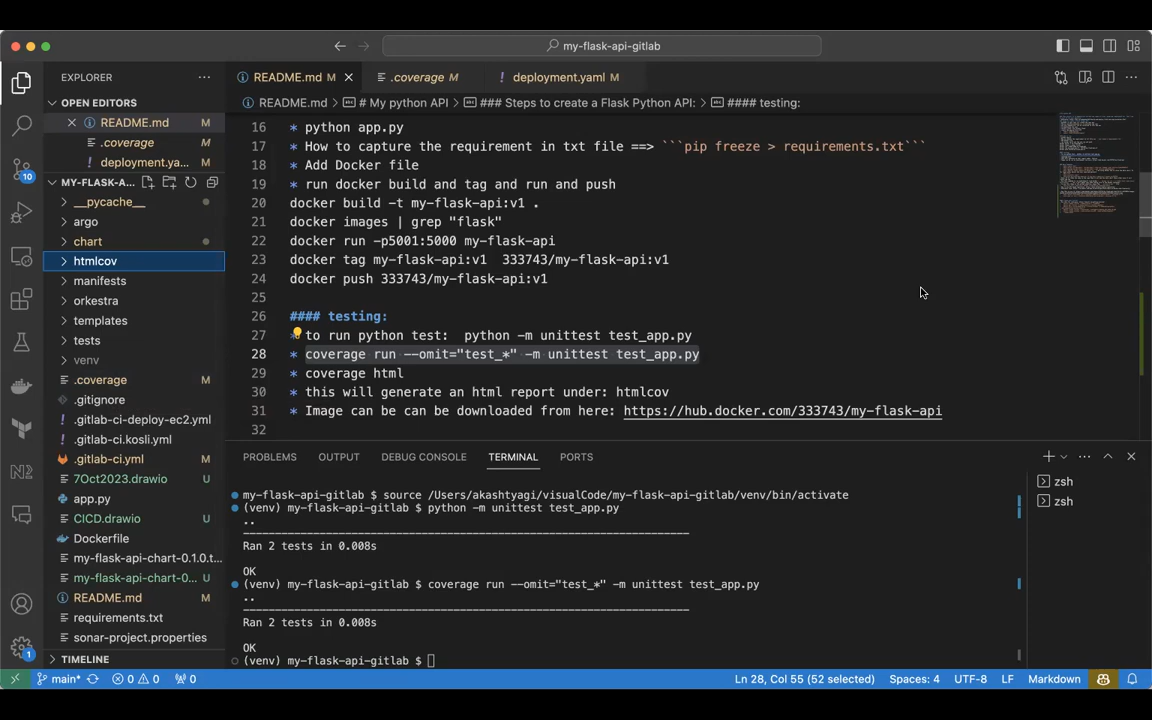 my-flask-api-gitlab
EXPLORER
README.md M
.coverage M
deployment.yaml M
OPEN EDITORS
README.md > # My python API > ### Steps to create a Flask Python API: > #### testing:
README.md M
.coverage M
deployment.ya... M
MY-FLASK-A...
__pycache__
argo
chart
htmlcov
manifests
orkestra
templates
tests
venv
.coverage M
.gitignore
.gitlab-ci-deploy-ec2.yml
.gitlab-ci.kosli.yml
.gitlab-ci.yml M
7Oct2023.drawio U
app.py
CICD.drawio U
Dockerfile
my-flask-api-chart-0.1.0.t...
my-flask-api-chart-0... U
README.md M
requirements.txt
sonar-project.properties
TIMELINE
16 * python app.py
17 * How to capture the requirement in txt file ==> ```pip freeze > requirements.txt```
18 * Add Docker file
19 * run docker build and tag and run and push
20 docker build -t my-flask-api:v1 .
21 docker images | grep "flask"
22 docker run -p5001:5000 my-flask-api
23 docker tag my-flask-api:v1  333743/my-flask-api:v1
24 docker push 333743/my-flask-api:v1
25
26 #### testing:
27 * to run python test:  python -m unittest test_app.py
28 * coverage run --omit="test_*" -m unittest test_app.py
29 * coverage html
30 * this will generate an html report under: htmlcov
31 * Image can be can be downloaded from here: https://hub.docker.com/333743/my-flask-api
32
PROBLEMS OUTPUT DEBUG CONSOLE TERMINAL PORTS
my-flask-api-gitlab $ source /Users/akashtyagi/visualCode/my-flask-api-gitlab/venv/bin/activate
(venv) my-flask-api-gitlab $ python -m unittest test_app.py
..
----------------------------------------------------------------------
Ran 2 tests in 0.008s
OK
(venv) my-flask-api-gitlab $ coverage run --omit="test_*" -m unittest test_app.py
..
----------------------------------------------------------------------
Ran 2 tests in 0.008s
OK
(venv) my-flask-api-gitlab $
zsh
zsh
10
N2
1
main* 0 0 0
Ln 28, Col 55 (52 selected) Spaces: 4 UTF-8 LF Markdown